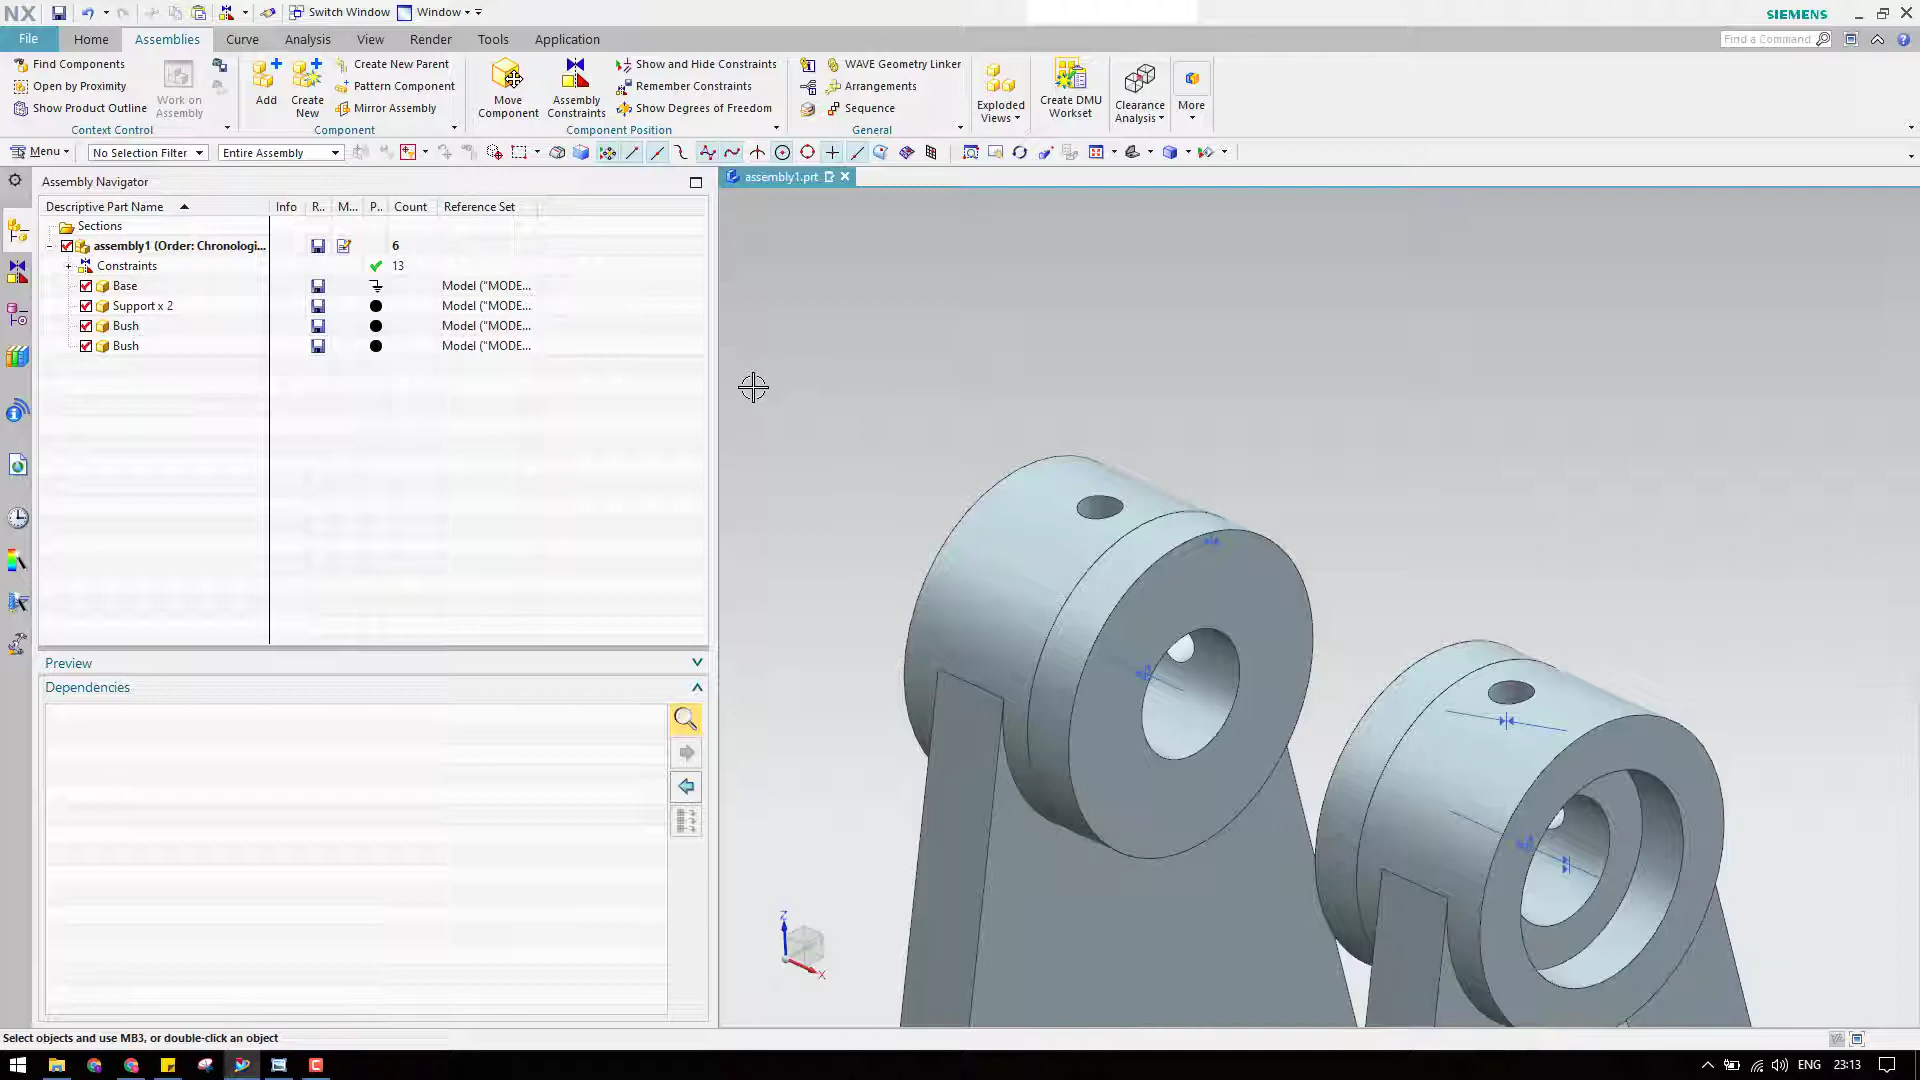 NX
Switch Window
Window
SIEMENS
File
Home
Assemblies
Curve
Analysis
View
Render
Tools
Application
Find a Command
Find Components
Open by Proximity
Show Product Outline
Work on
Assembly
Context Control
Add
Create
New
Create New Parent
Pattern Component
Mirror Assembly
Component
Move
Component
Assembly
Constraints
Show and Hide Constraints
Remember Constraints
Show Degrees of Freedom
Component Position
WAVE Geometry Linker
Arrangements
Sequence
General
Exploded
Views
Create DMU
Workset
Clearance
Analysis
More
Menu
No Selection Filter
Entire Assembly
Assembly Navigator
assembly1.prt
Descriptive Part Name
Info
R..
M...
P..
Count
Reference Set
Sections
assembly1 (Order: Chronologi...
6
Constraints
13
Base
Model ("MODE...
Support x 2
Model ("MODE...
Bush
Model ("MODE...
Bush
Model ("MODE...
Preview
Dependencies
Z
X
Select objects and use MB3, or double-click an object
ENG
23:13